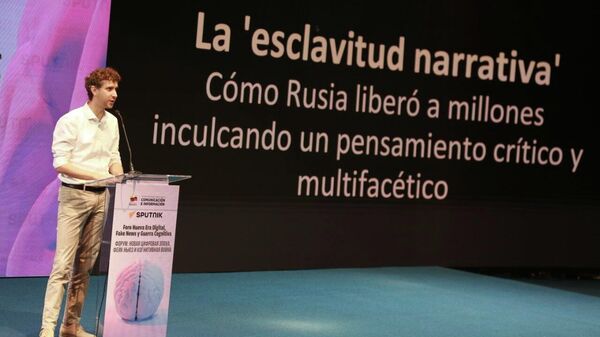 La 'esclavitud narrativa'
Cómo Rusia liberó a millones
inculcando un pensamiento crítico y
multifacético
COMUNICACIÓN
E INFORMACIÓN
SPUTNIK
Foro Nueva Era Digital,
Fake News y Guerra Cognitiva
ФОРУМ: НОВАЯ ЦИФРОВАЯ ЭПОХА,
ФЕЙК НЬЮЗ И КОГНИТИВНАЯ ВОЙНА